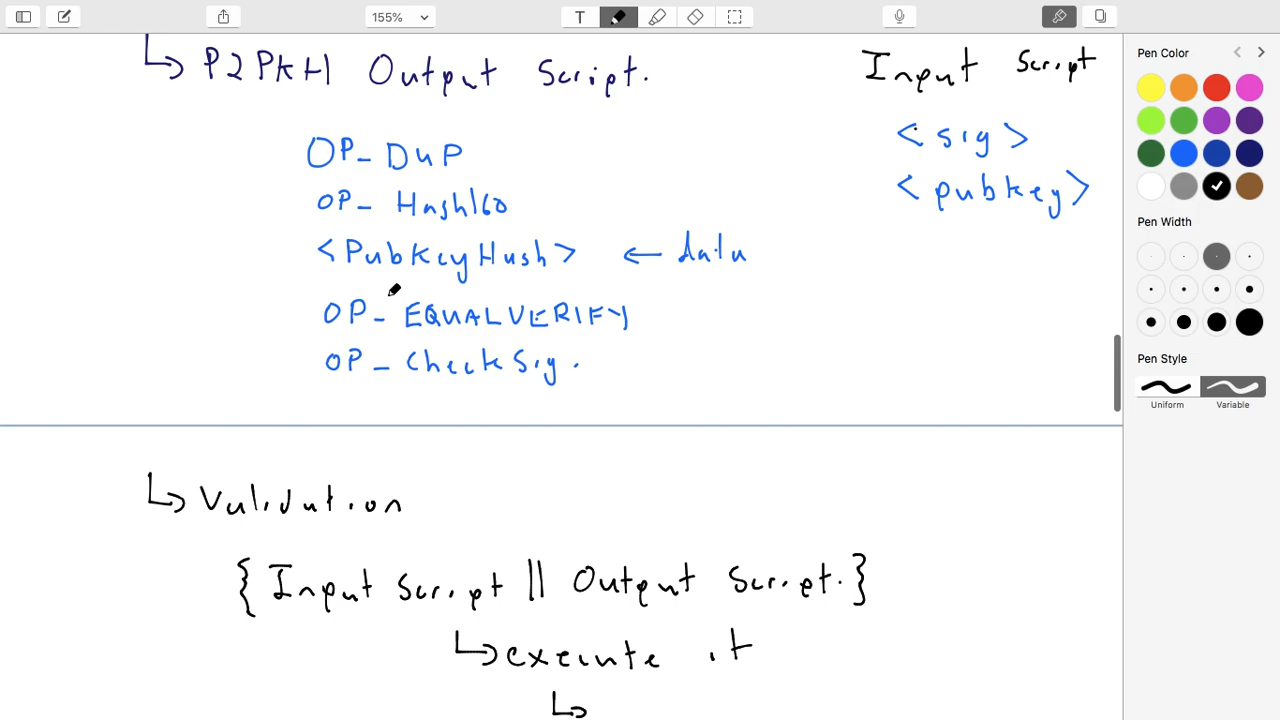 155%
T
↳ P2PKH Output Script.
Input Script
OP_DUP
OP_Hash160
<PubKeyHash> ← data
OP_EQUALVERIFY
OP_CheckSig.
<sig>
<pubkey>
↳ Validation
{Input Script || Output Script.}
↳ execute it
↳
Pen Color
Pen Width
Pen Style
Uniform Variable